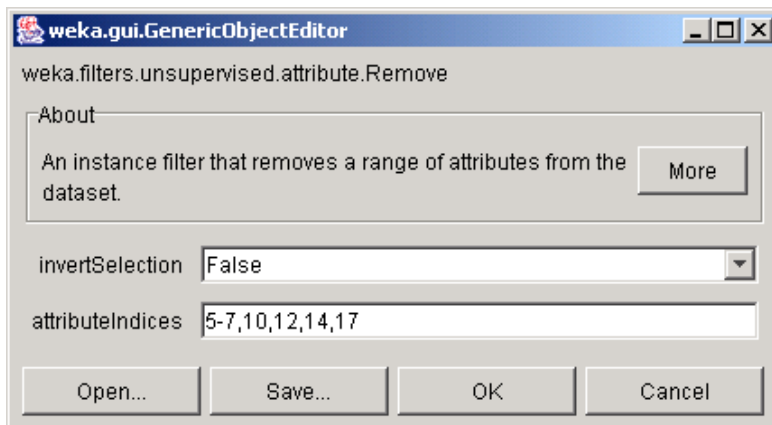 weka.gui.GenericObjectEditor
weka.filters.unsupervised.attribute.Remove
About
An instance filter that removes a range of attributes from the
dataset.
More
invertSelection False
attributeIndices 5-7,10,12,14,17
Open... Save... OK Cancel